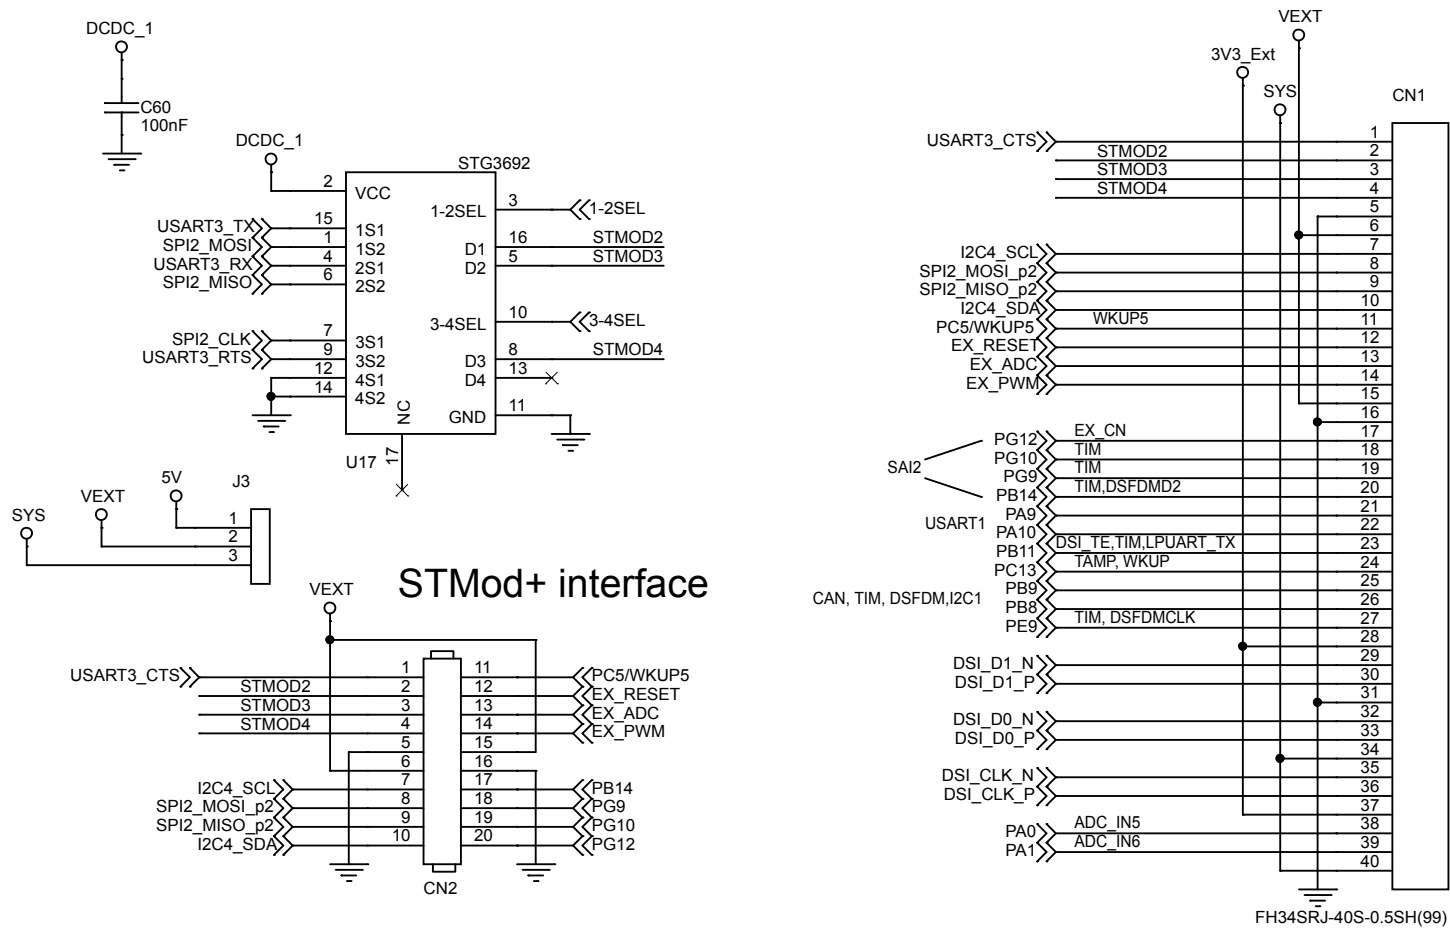 DCDC_1
C60
100nF
DCDC_1
STG3692
2
VCC
1-2SEL
3
1-2SEL
USART3_TX
15
1S1
SPI2_MOSI
1
1S2
D1
16
STMOD2
USART3_RX
4
2S1
D2
5
STMOD3
SPI2_MISO
6
2S2
3-4SEL
10
3-4SEL
SPI2_CLK
7
3S1
USART3_RTS
9
3S2
D3
8
STMOD4
12
4S1
D4
13
14
4S2
NC
GND
11
U17
17
5V
J3
VEXT
SYS
1
2
3
STMod+ interface
VEXT
USART3_CTS
1
11
PC5/WKUP5
STMOD2
2
12
EX_RESET
STMOD3
3
13
EX_ADC
STMOD4
4
14
EX_PWM
5
15
6
16
I2C4_SCL
7
17
PB14
SPI2_MOSI_p2
8
18
PG9
SPI2_MISO_p2
9
19
PG10
I2C4_SDA
10
20
PG12
CN2
VEXT
3V3_Ext
SYS
CN1
USART3_CTS
1
STMOD2
2
STMOD3
3
STMOD4
4
5
6
I2C4_SCL
7
SPI2_MOSI_p2
8
SPI2_MISO_p2
9
I2C4_SDA
10
PC5/WKUP5
WKUP5
11
EX_RESET
12
EX_ADC
13
EX_PWM
14
15
16
SAI2
PG12
EX_CN
17
PG10
TIM
18
PG9
TIM
19
PB14
TIM,DSFDMD2
20
USART1
PA9
21
PA10
22
PB11
DSI_TE,TIM,LPUART_TX
23
PC13
TAMP, WKUP
24
CAN, TIM, DSFDM,I2C1
PB9
25
PB8
26
PE9
TIM, DSFDMCLK
27
28
DSI_D1_N
29
DSI_D1_P
30
31
DSI_D0_N
32
DSI_D0_P
33
34
DSI_CLK_N
35
DSI_CLK_P
36
37
PA0
ADC_IN5
38
PA1
ADC_IN6
39
40
FH34SRJ-40S-0.5SH(99)